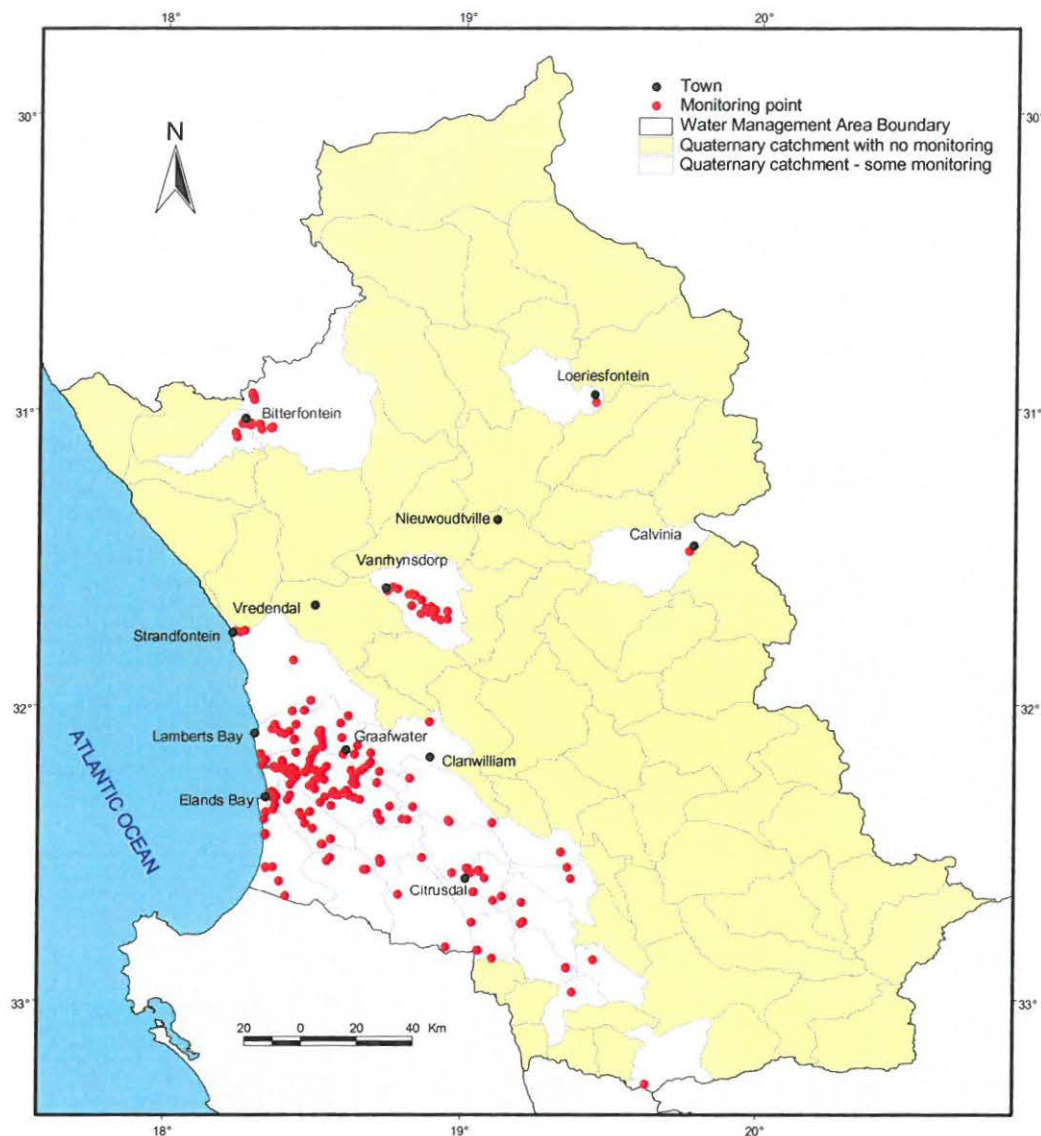 18°
19°
20°
Town
Monitoring point
Water Management Area Boundary
Quaternary catchment with no monitoring
Quaternary catchment - some monitoring
30°
30°
N
Loeriesfontein
31°
31°
Bitterfontein
Nieuwoudtville
Calvinia
Vanrhynsdorp
Vredendal
Strandfontein
32°
32°
Lamberts Bay
Graafwater
Clanwilliam
ATLANTIC OCEAN
Elands Bay
Citrusdal
33°
33°
20 0 20 40 Km
18°
19°
20°